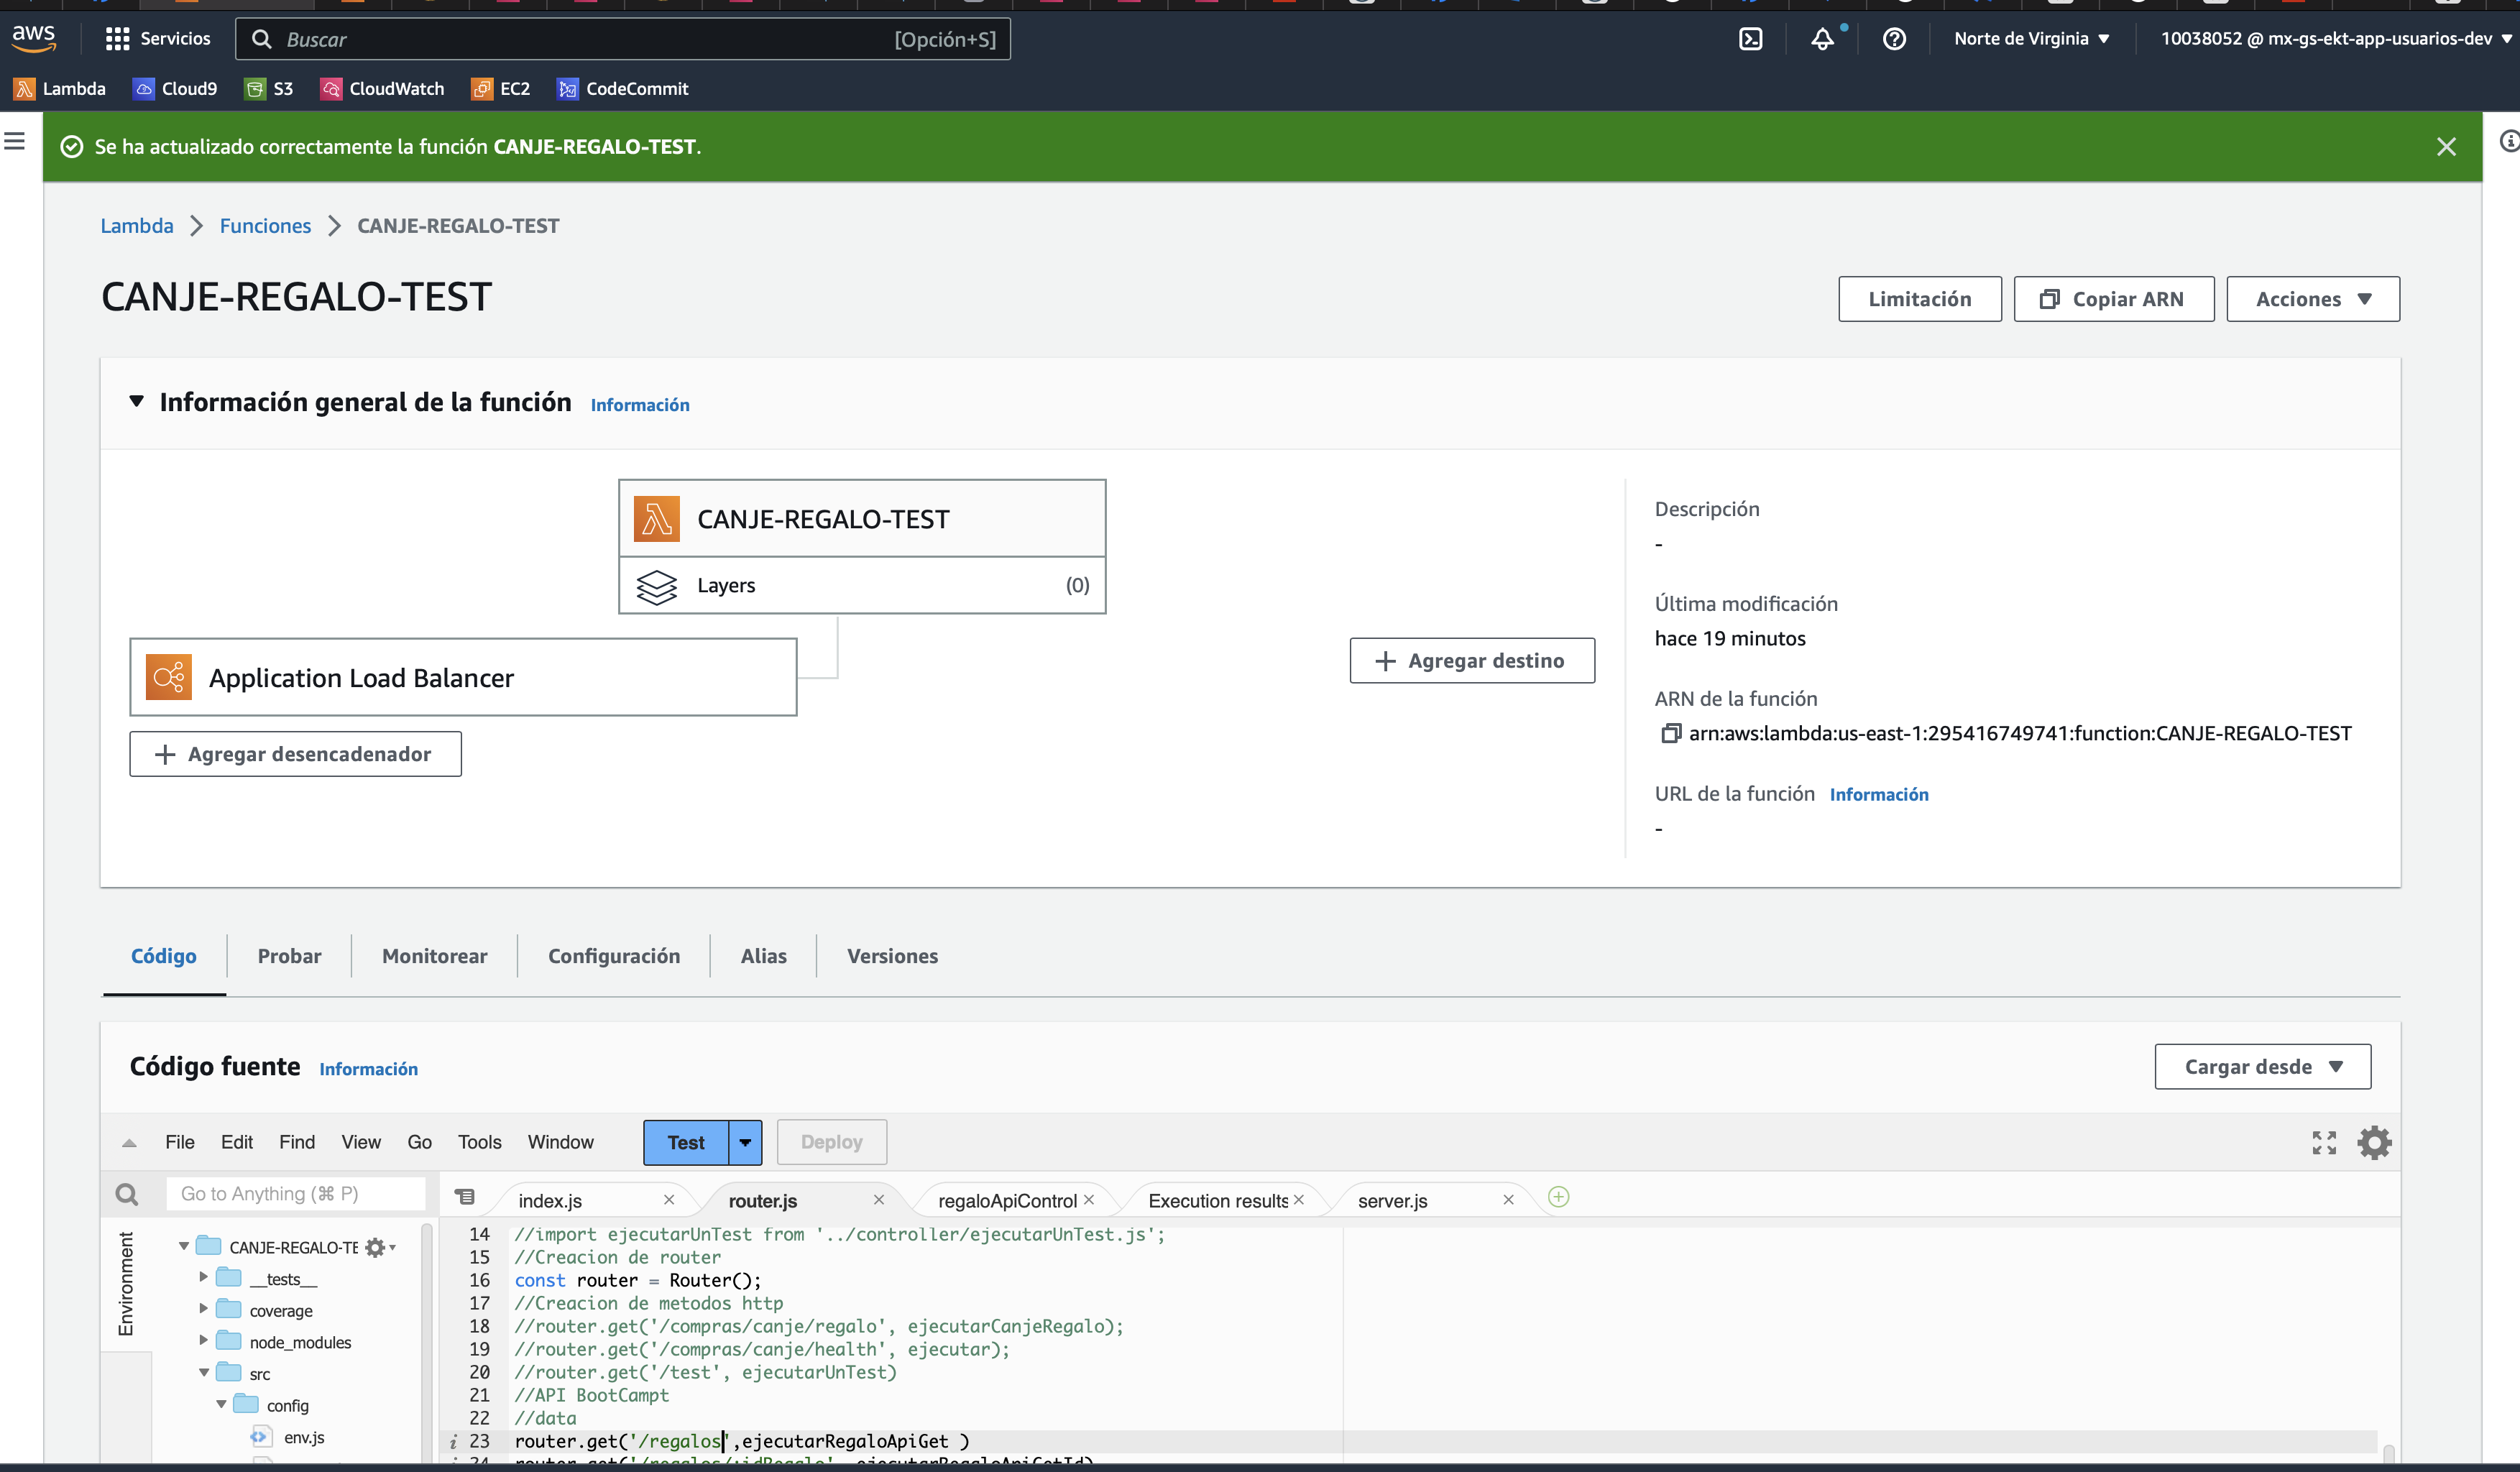 aws
Servicios
Buscar
[Opción+S]
Norte de Virginia
10038052 @ mx-gs-ekt-app-usuarios-dev
Lambda
Cloud9
S3
CloudWatch
EC2
CodeCommit
Se ha actualizado correctamente la función CANJE-REGALO-TEST.
Lambda
Funciones
CANJE-REGALO-TEST
CANJE-REGALO-TEST
Limitación
Copiar ARN
Acciones
Información general de la función
Información
CANJE-REGALO-TEST
Layers
(0)
Application Load Balancer
Agregar desencadenador
Agregar destino
Descripción
-
Última modificación
hace 19 minutos
ARN de la función
arn:aws:lambda:us-east-1:295416749741:function:CANJE-REGALO-TEST
URL de la función
Información
-
Código
Probar
Monitorear
Configuración
Alias
Versiones
Código fuente
Información
Cargar desde
File
Edit
Find
View
Go
Tools
Window
Test
Deploy
Go to Anything (⌘ P)
index.js
router.js
regaloApiControl
Execution results
server.js
Environment
CANJE-REGALO-TE
__tests__
coverage
node_modules
src
config
env.js
14 //import ejecutarUnTest from '../controller/ejecutarUnTest.js';
15 //Creacion de router
16 const router = Router();
17 //Creacion de metodos http
18 //router.get('/compras/canje/regalo', ejecutarCanjeRegalo);
19 //router.get('/compras/canje/health', ejecutar);
20 //router.get('/test', ejecutarUnTest)
21 //API BootCampt
22 //data
i 23 router.get('/regalos',ejecutarRegaloApiGet )
i 24 router.get('/regalos/:idRegalo', ejecutarRegaloApiGetId)